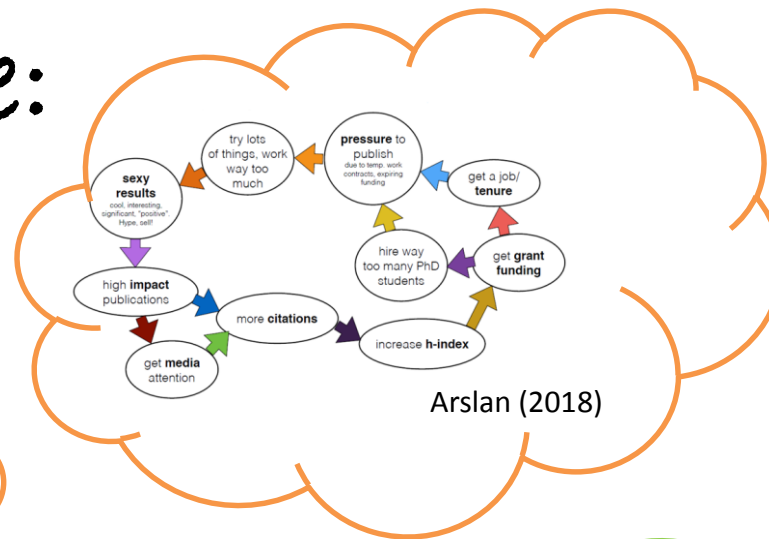 e:
try lots
of things, work
way too
much
pressure to
publish
due to temp. work
contracts, expiring
funding
get a job/
tenure
sexy
results
cool, interesting,
significant, "positive".
Hype, sell!
hire way
too many PhD
students
get grant
funding
high impact
publications
more citations
increase h-index
get media
attention
Arslan (2018)